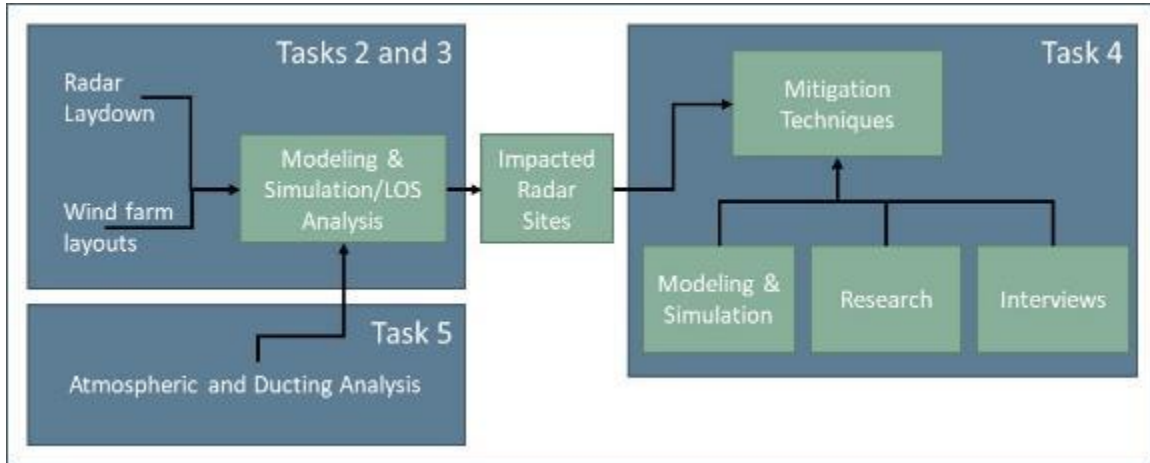 Tasks 2 and 3
Radar
Laydown
Wind farm
layouts
Modeling &
Simulation/LOS
Analysis
Task 5
Atmospheric and Ducting Analysis
Impacted
Radar
Sites
Task 4
Mitigation
Techniques
Modeling &
Simulation
Research
Interviews